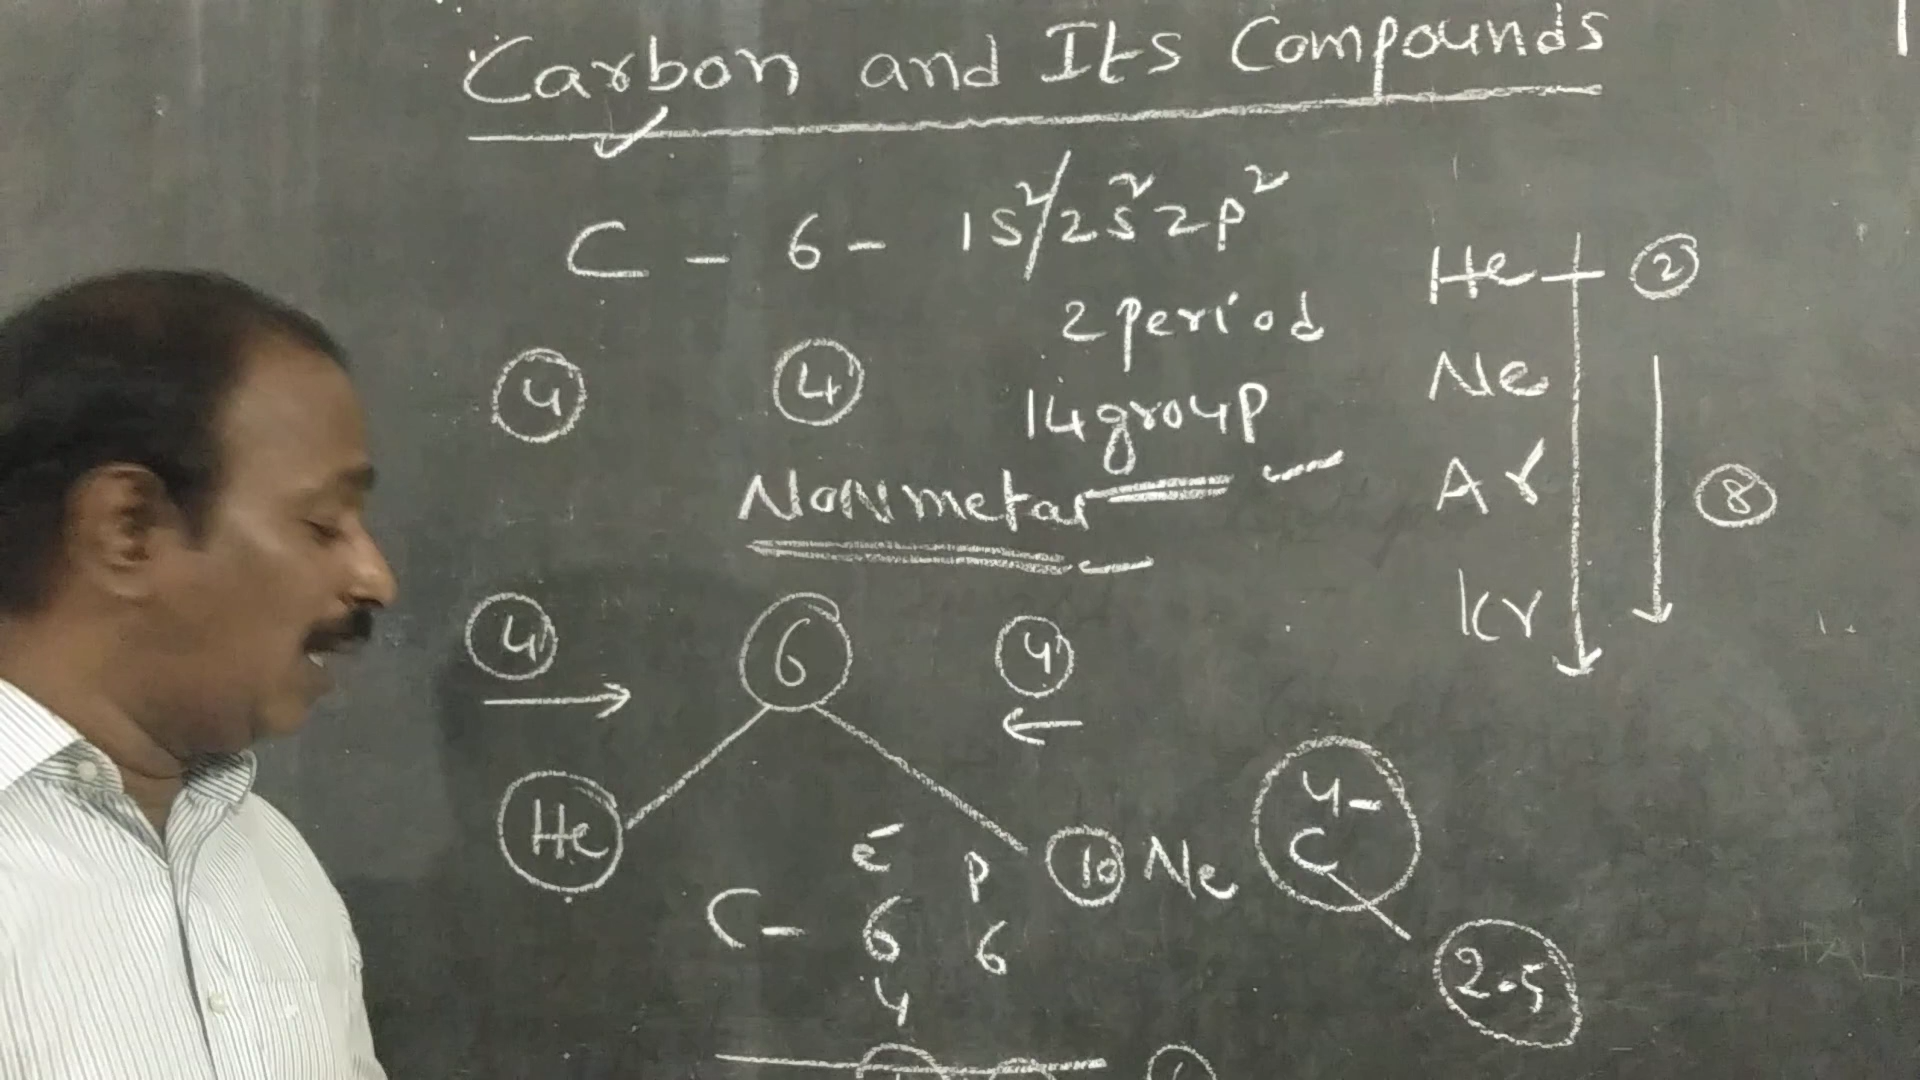 Carbon and Its Compounds
C - 6 - 1s²/2s²2p²
2 period
14 group
4 4
Nonmetal
He 2
Ne
Ar 8
Kr
4 6 4
He 10 Ne
e⁻ p
C - 6 6
4
4-
C
2.5